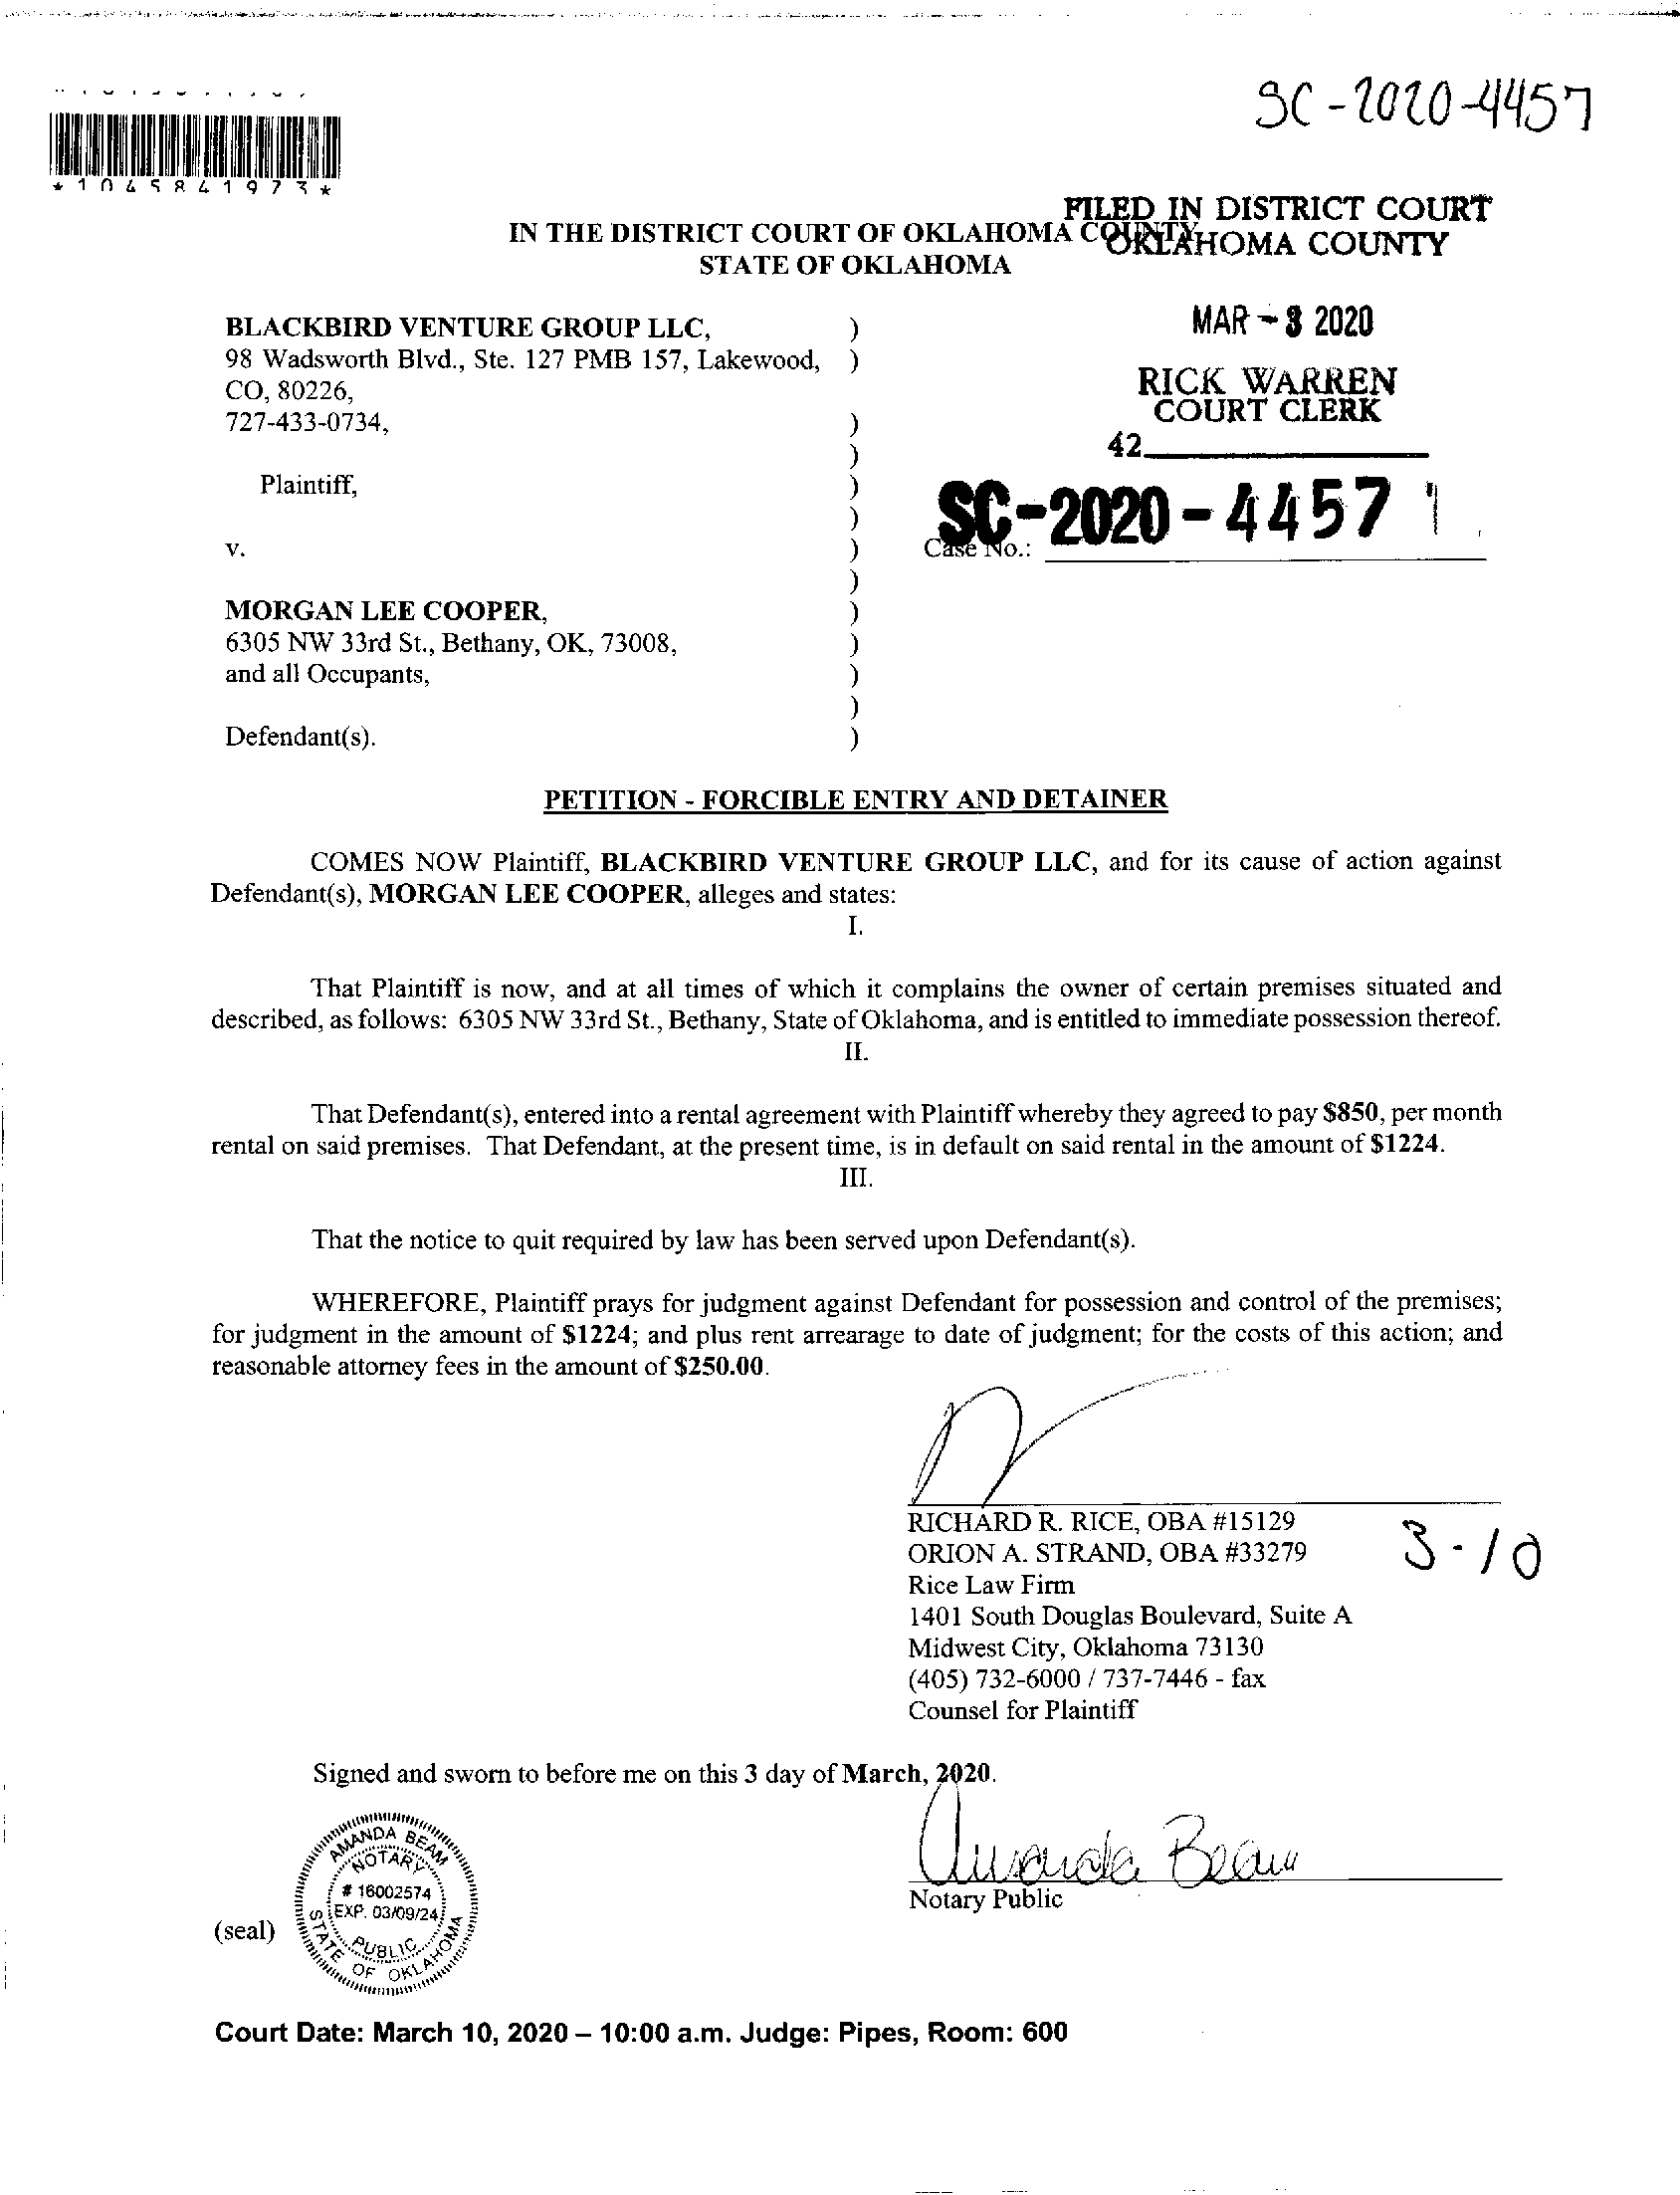 SC-2020-4457
*1045841973*
FILED IN DISTRICT COURT
OKLAHOMA COUNTY
IN THE DISTRICT COURT OF OKLAHOMA COUNTY
STATE OF OKLAHOMA
MAR - 3 2020
RICK WARREN
COURT CLERK
42
SC-2020-4457
Case No.:
BLACKBIRD VENTURE GROUP LLC, )
98 Wadsworth Blvd., Ste. 127 PMB 157, Lakewood, )
CO, 80226,
727-433-0734, )
)
Plaintiff, )
)
v. )
)
MORGAN LEE COOPER, )
6305 NW 33rd St., Bethany, OK, 73008, )
and all Occupants, )
)
Defendant(s). )
PETITION - FORCIBLE ENTRY AND DETAINER
COMES NOW Plaintiff, BLACKBIRD VENTURE GROUP LLC, and for its cause of action against
Defendant(s), MORGAN LEE COOPER, alleges and states:
I.
That Plaintiff is now, and at all times of which it complains the owner of certain premises situated and
described, as follows: 6305 NW 33rd St., Bethany, State of Oklahoma, and is entitled to immediate possession thereof.
II.
That Defendant(s), entered into a rental agreement with Plaintiff whereby they agreed to pay $850, per month
rental on said premises. That Defendant, at the present time, is in default on said rental in the amount of $1224.
III.
That the notice to quit required by law has been served upon Defendant(s).
WHEREFORE, Plaintiff prays for judgment against Defendant for possession and control of the premises;
for judgment in the amount of $1224; and plus rent arrearage to date of judgment; for the costs of this action; and
reasonable attorney fees in the amount of $250.00.
RICHARD R. RICE, OBA #15129
ORION A. STRAND, OBA #33279
3-10
Rice Law Firm
1401 South Douglas Boulevard, Suite A
Midwest City, Oklahoma 73130
(405) 732-6000 / 737-7446 - fax
Counsel for Plaintiff
Signed and sworn to before me on this 3 day of March, 2020.
Amanda Beam
Notary Public
(seal)
AMANDA BEAM
NOTARY
# 16002574
EXP. 03/09/24
PUBLIC
STATE OF OKLAHOMA
Court Date: March 10, 2020 – 10:00 a.m. Judge: Pipes, Room: 600